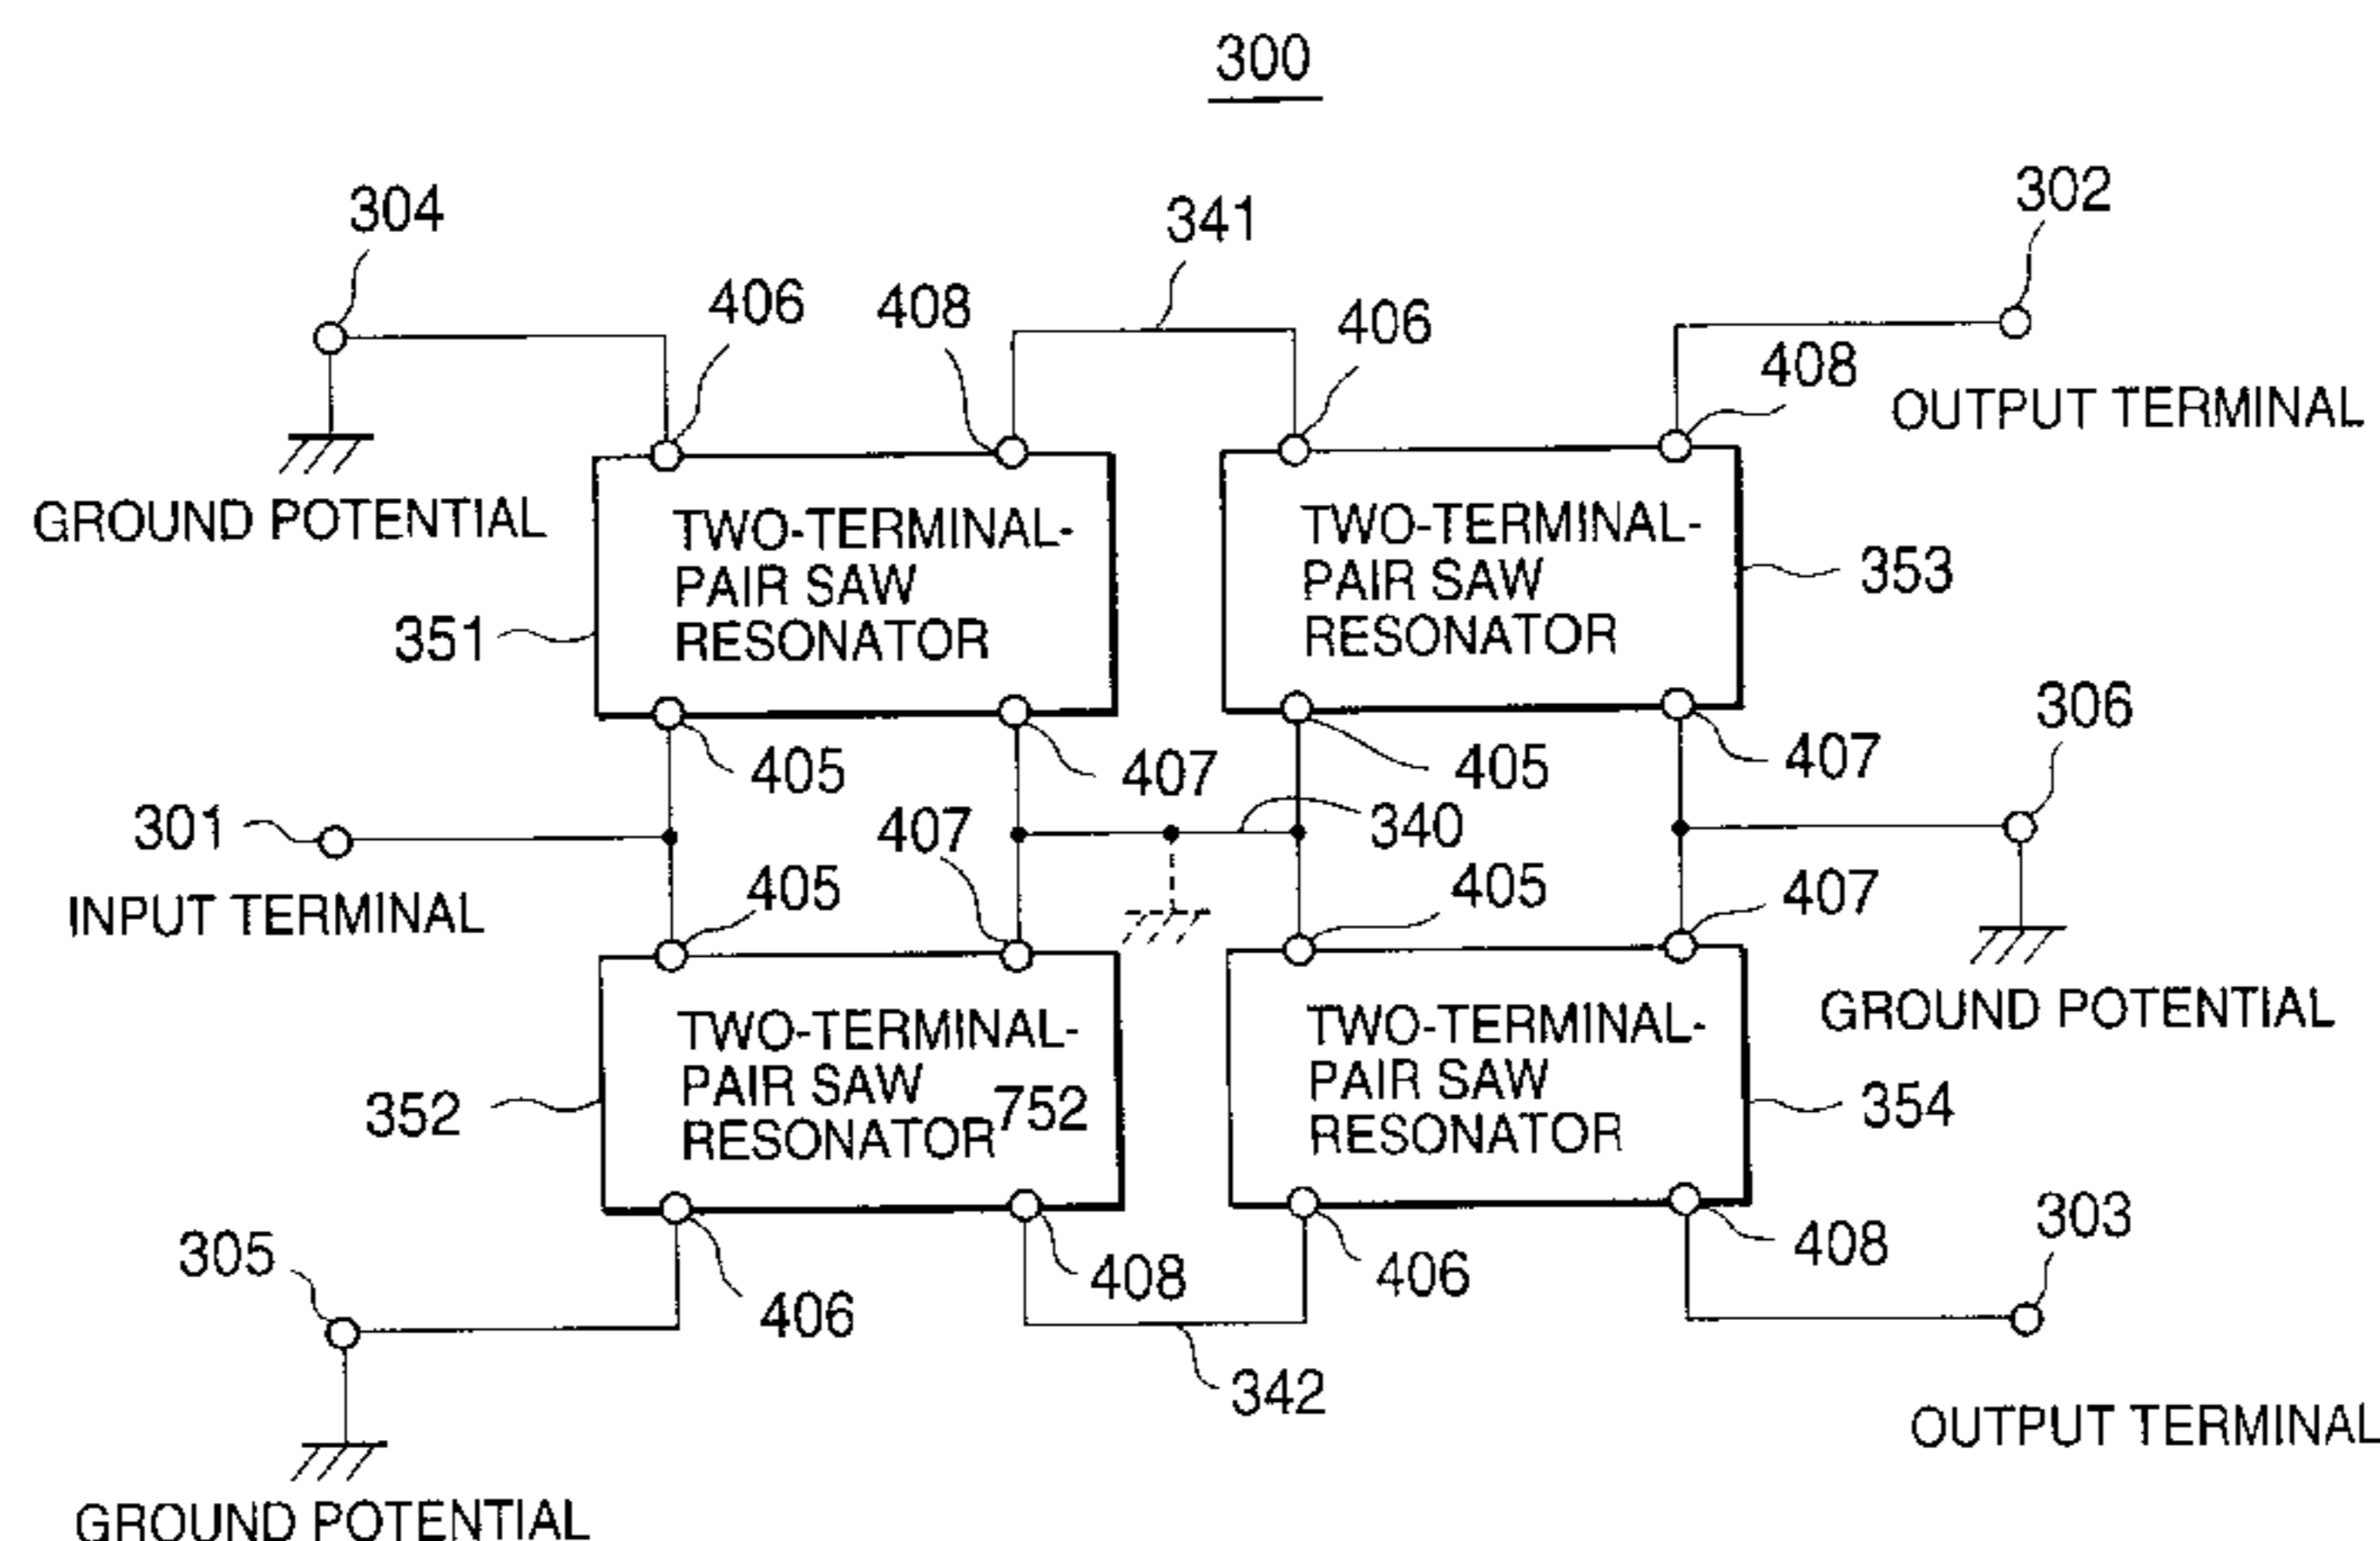 300
304
341
302
406
408
406
408
OUTPUT TERMINAL
GROUND POTENTIAL
TWO-TERMINAL-
PAIR SAW
RESONATOR
TWO-TERMINAL-
PAIR SAW
RESONATOR
351
353
405
407
405
407
306
301
407
340
INPUT TERMINAL
405
405
407
GROUND POTENTIAL
TWO-TERMINAL-
PAIR SAW
RESONATOR 752
TWO-TERMINAL-
PAIR SAW
RESONATOR
352
354
305
406
408
406
408
303
342
OUTPUT TERMINAL
GROUND POTENTIAL